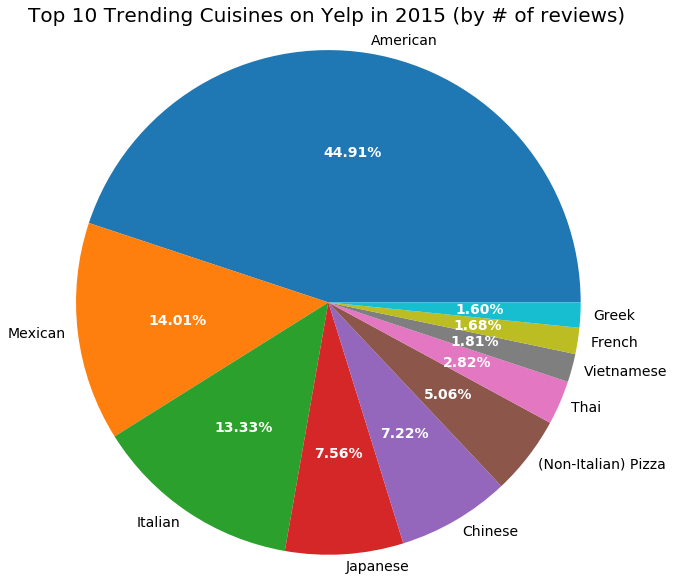 Top 10 Trending Cuisines on Yelp in 2015 (by # of reviews)
American
44.91%
Mexican
14.01%
Italian
13.33%
Japanese
7.56%
Chinese
7.22%
(Non-Italian) Pizza
5.06%
Thai
2.82%
Vietnamese
1.81%
French
1.68%
Greek
1.60%